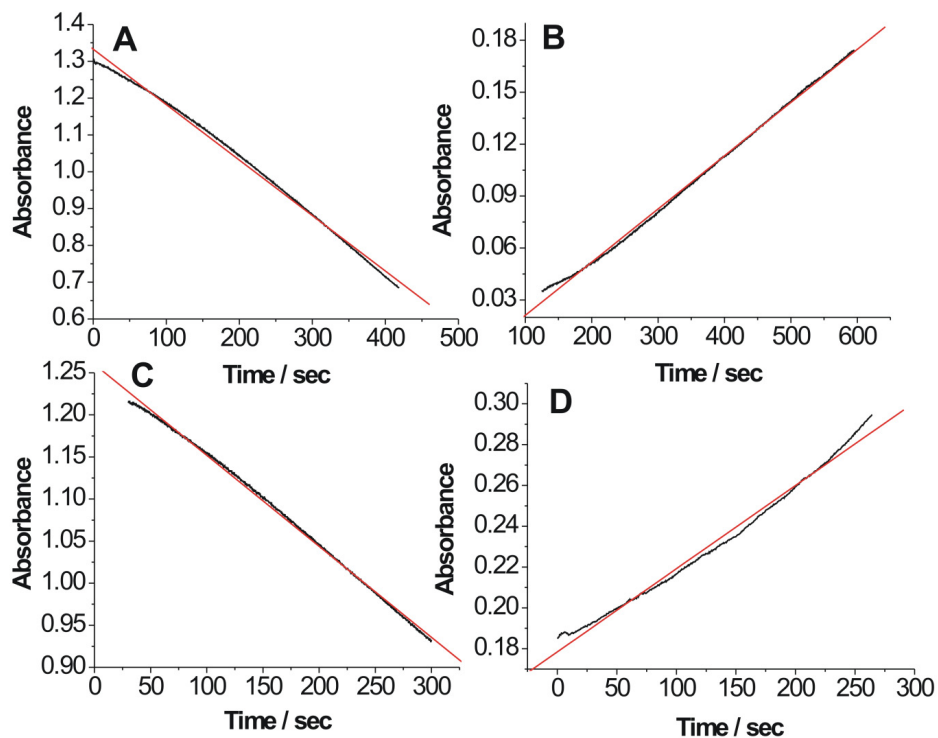 A
Absorbance
1.4
1.3
1.2
1.1
1.0
0.9
0.8
0.7
0.6
0 100 200 300 400 500
Time / sec
B
Absorbance
0.18
0.15
0.12
0.09
0.06
0.03
100 200 300 400 500 600
Time / sec
C
Absorbance
1.25
1.20
1.15
1.10
1.05
1.00
0.95
0.90
0 50 100 150 200 250 300
Time / sec
D
Absorbance
0.30
0.28
0.26
0.24
0.22
0.20
0.18
0 50 100 150 200 250 300
Time / sec